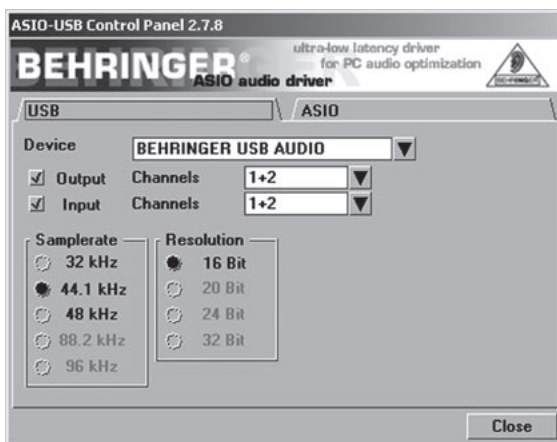 ASIO-USB Control Panel 2.7.8
BEHRINGER®
ultra-low latency driver
for PC audio optimization
ASIO audio driver
BEHRINGER
USB
ASIO
Device BEHRINGER USB AUDIO
Output Channels 1+2
Input Channels 1+2
Samplerate
32 kHz
44.1 kHz
48 kHz
88.2 kHz
96 kHz
Resolution
16 Bit
20 Bit
24 Bit
32 Bit
Close